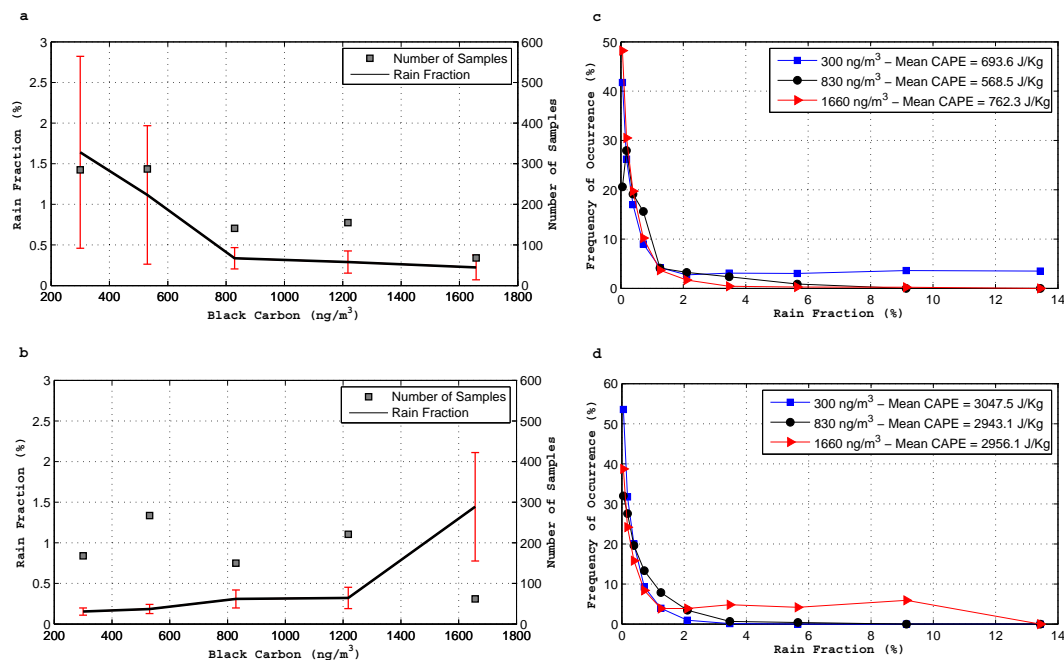 a
3
2.5
2
1.5
1
0.5
0
600
500
400
300
200
100
0
200 400 600 800 1000 1200 1400 1600 1800
Rain Fraction (%)
Number of Samples
Black Carbon (ng/m³)
Number of Samples
Rain Fraction
c
50
40
30
20
10
0
0 2 4 6 8 10 12 14
Frequency of Occurrence (%)
Rain Fraction (%)
300 ng/m³ − Mean CAPE = 693.6 J/Kg
830 ng/m³ − Mean CAPE = 568.5 J/Kg
1660 ng/m³ − Mean CAPE = 762.3 J/Kg
b
3
2.5
2
1.5
1
0.5
0
600
500
400
300
200
100
0
200 400 600 800 1000 1200 1400 1600 1800
Rain Fraction (%)
Number of Samples
Black Carbon (ng/m³)
Number of Samples
Rain Fraction
d
60
50
40
30
20
10
0
0 2 4 6 8 10 12 14
Frequency of Occurrence (%)
Rain Fraction (%)
300 ng/m³ − Mean CAPE = 3047.5 J/Kg
830 ng/m³ − Mean CAPE = 2943.1 J/Kg
1660 ng/m³ − Mean CAPE = 2956.1 J/Kg